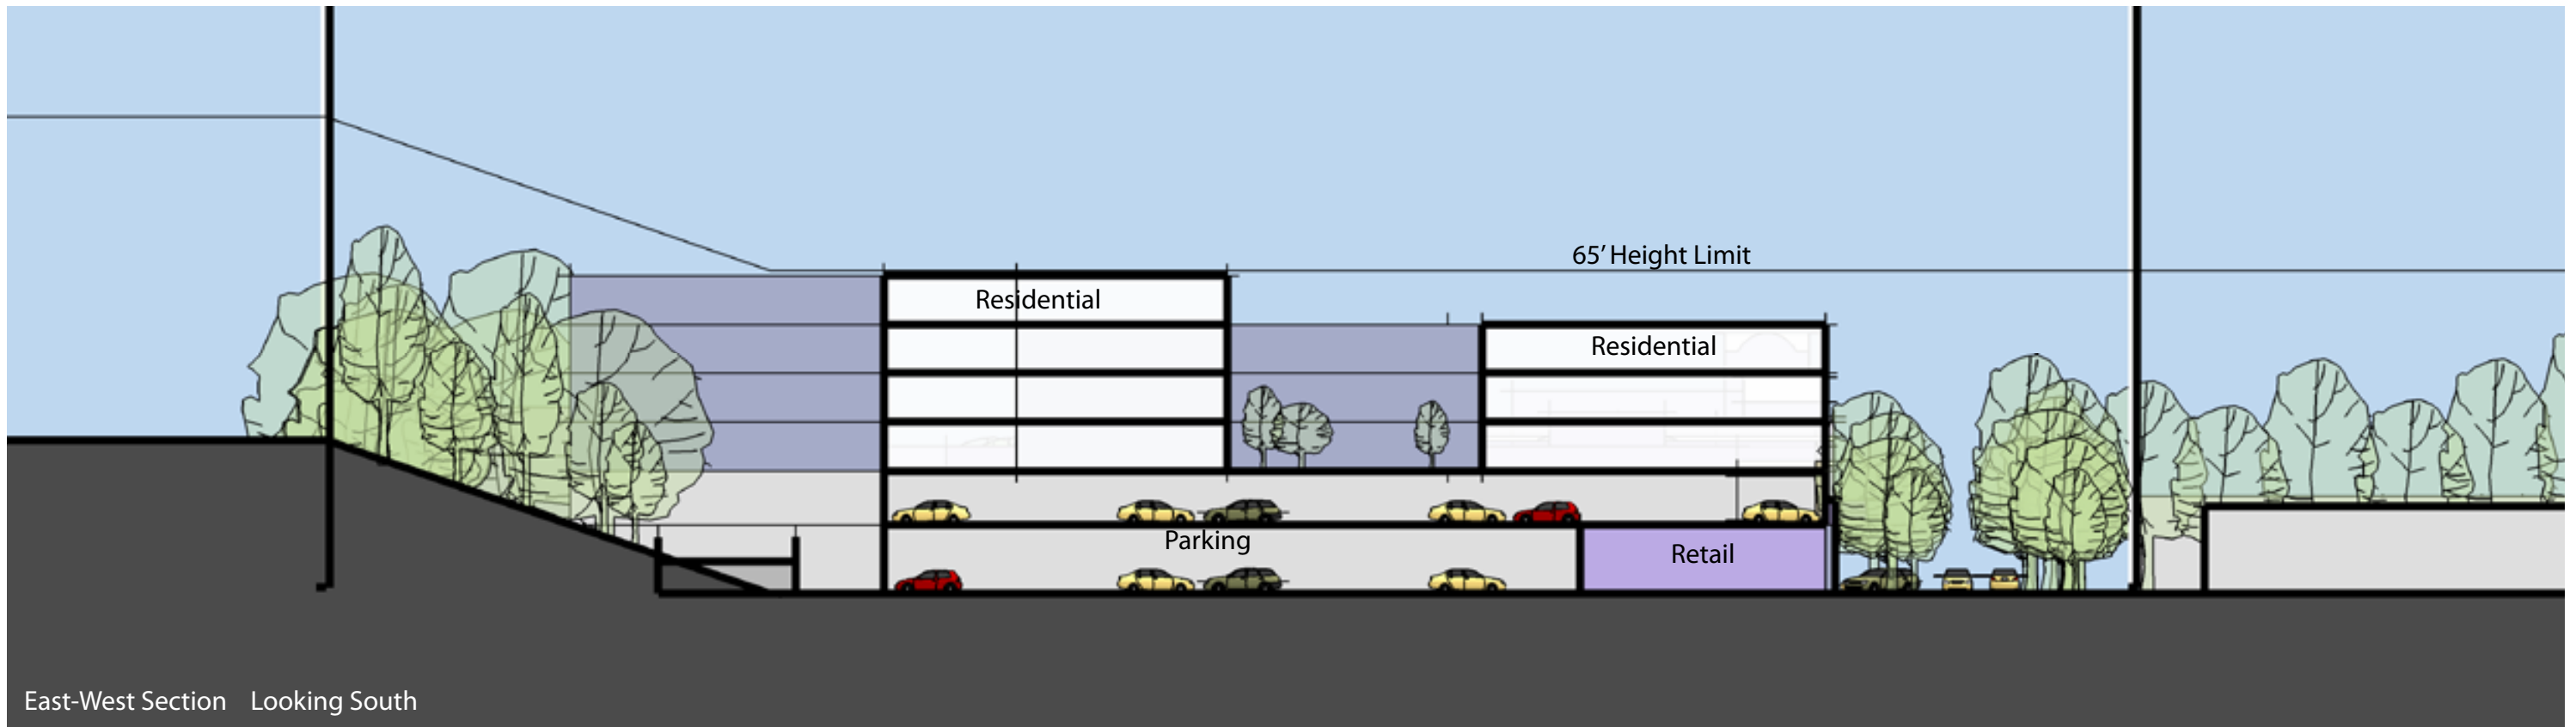 65’ Height Limit
Residential
Residential
Parking
Retail
East-West Section Looking South